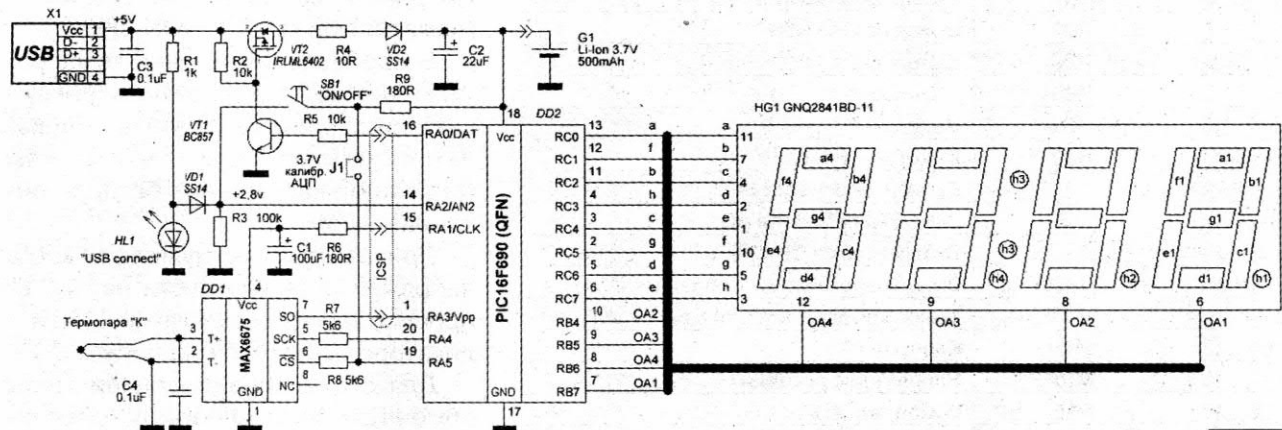 X1
USB
Vcc 1
D- 2
D+ 3
GND 4
+5V
C3
0.1uF
R1
1k
R2
10k
VT2
IRLML6402
R4
10R
VD2
SS14
C2
22uF
G1
Li-Ion 3.7V
500mAh
SB1
"ON/OFF"
R9
180R
VT1
BC857
R5 10k
3.7V
калибр.
АЦП
J1
VD1
SS14
+2,8v
R3 100k
HL1
"USB connect"
C1
100uF
R6
180R
ICSP
DD1
MAX6675
4
Vcc
Термопара "K"
3 T+
2 T-
C4
0.1uF
SO 7
SCK 5
CS 6
NC 8
GND
1
R7
5k6
R8 5k6
DD2
PIC16F690 (QFN)
18
Vcc
16 RA0/DAT
14 RA2/AN2
15 RA1/CLK
1 RA3/Vpp
20 RA4
19 RA5
GND
17
RC0 13 a
RC1 12 f
RC2 11 b
RC3 4 h
RC4 3 c
RC5 2 g
RC6 5 d
RC7 6 e
RB4 10 OA2
RB5 9 OA3
RB6 8 OA4
RB7 7 OA1
HG1 GNQ2841BD-11
a 11
b 7
c 4
d 2
e 1
f 10
g 5
h 3
a4
f4 b4
g4
e4 c4
d4
h3
h3
h4
h2
a1
f1 b1
g1
e1 c1
d1 h1
12 9 8 6
OA4 OA3 OA2 OA1